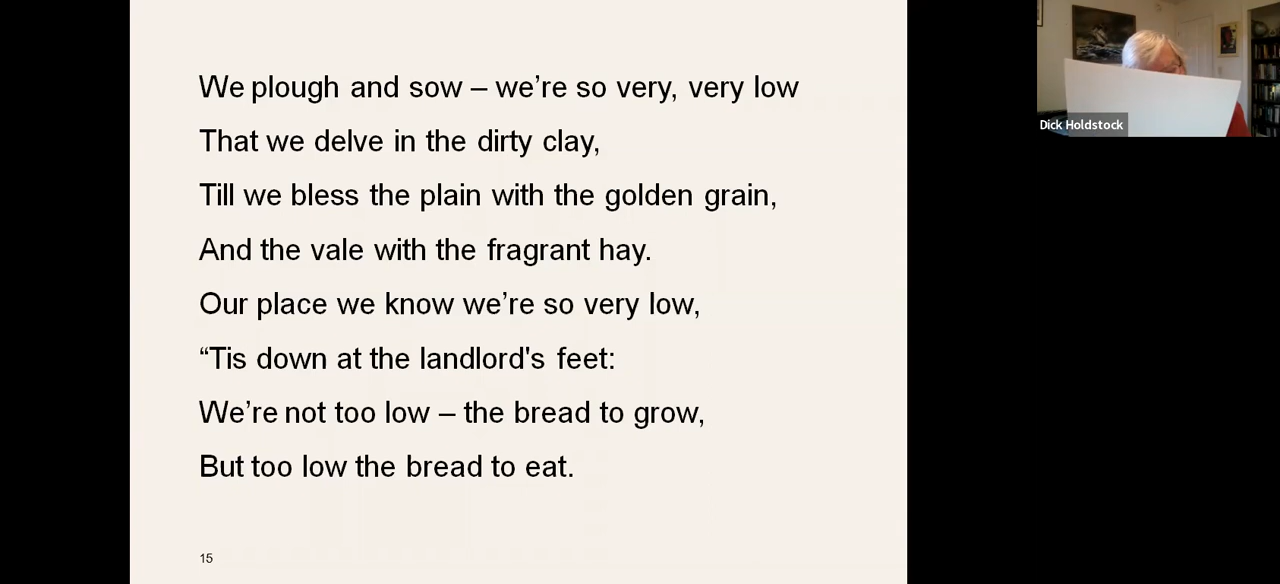 We plough and sow – we’re so very, very low
That we delve in the dirty clay,
Till we bless the plain with the golden grain,
And the vale with the fragrant hay.
Our place we know we’re so very low,
“Tis down at the landlord's feet:
We’re not too low – the bread to grow,
But too low the bread to eat.
15
Dick Holdstock